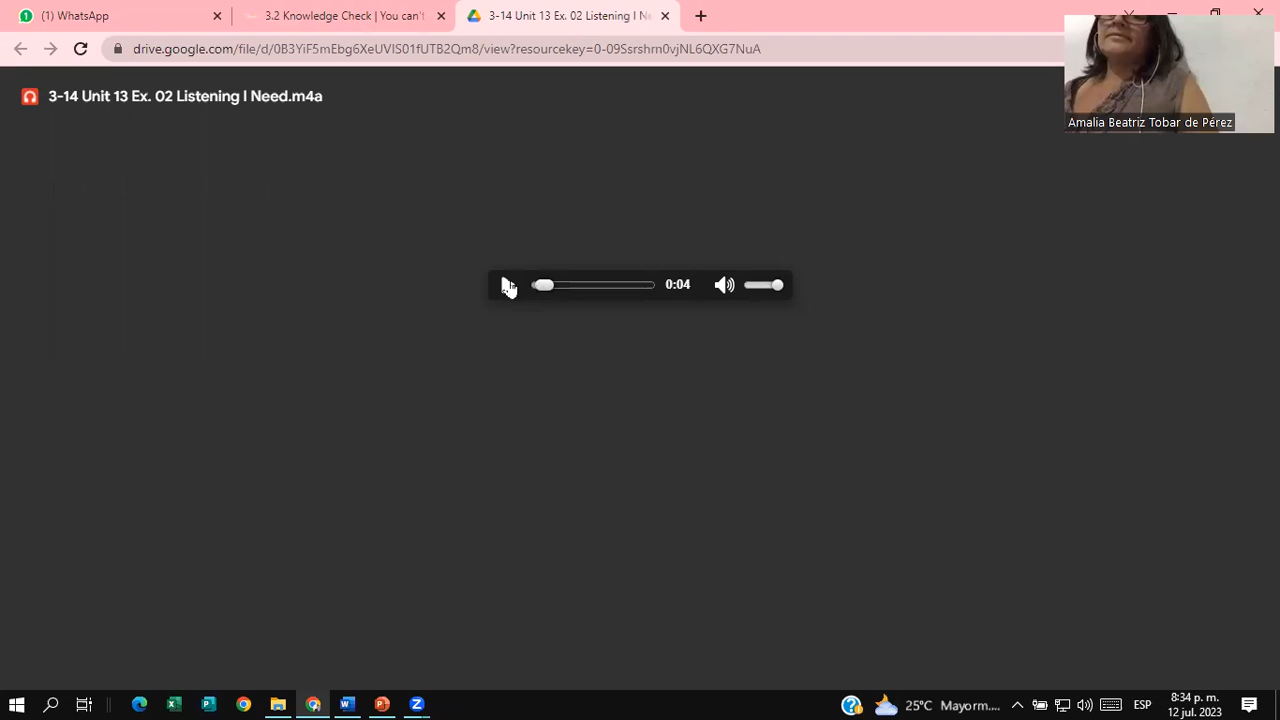 (1) WhatsApp
3.2 Knowledge Check | You can't
3-14 Unit 13 Ex. 02 Listening I Ne
drive.google.com/file/d/0B3YiF5mEbg6XeUVIS01fUTB2Qm8/view?resourcekey=0-09Ssrshrn0vjNL6QXG7NuA
3-14 Unit 13 Ex. 02 Listening I Need.m4a
Amalia Beatriz Tobar de Pérez
0:04
25°C Mayorm....
ESP
8:34 p. m.
12 jul. 2023